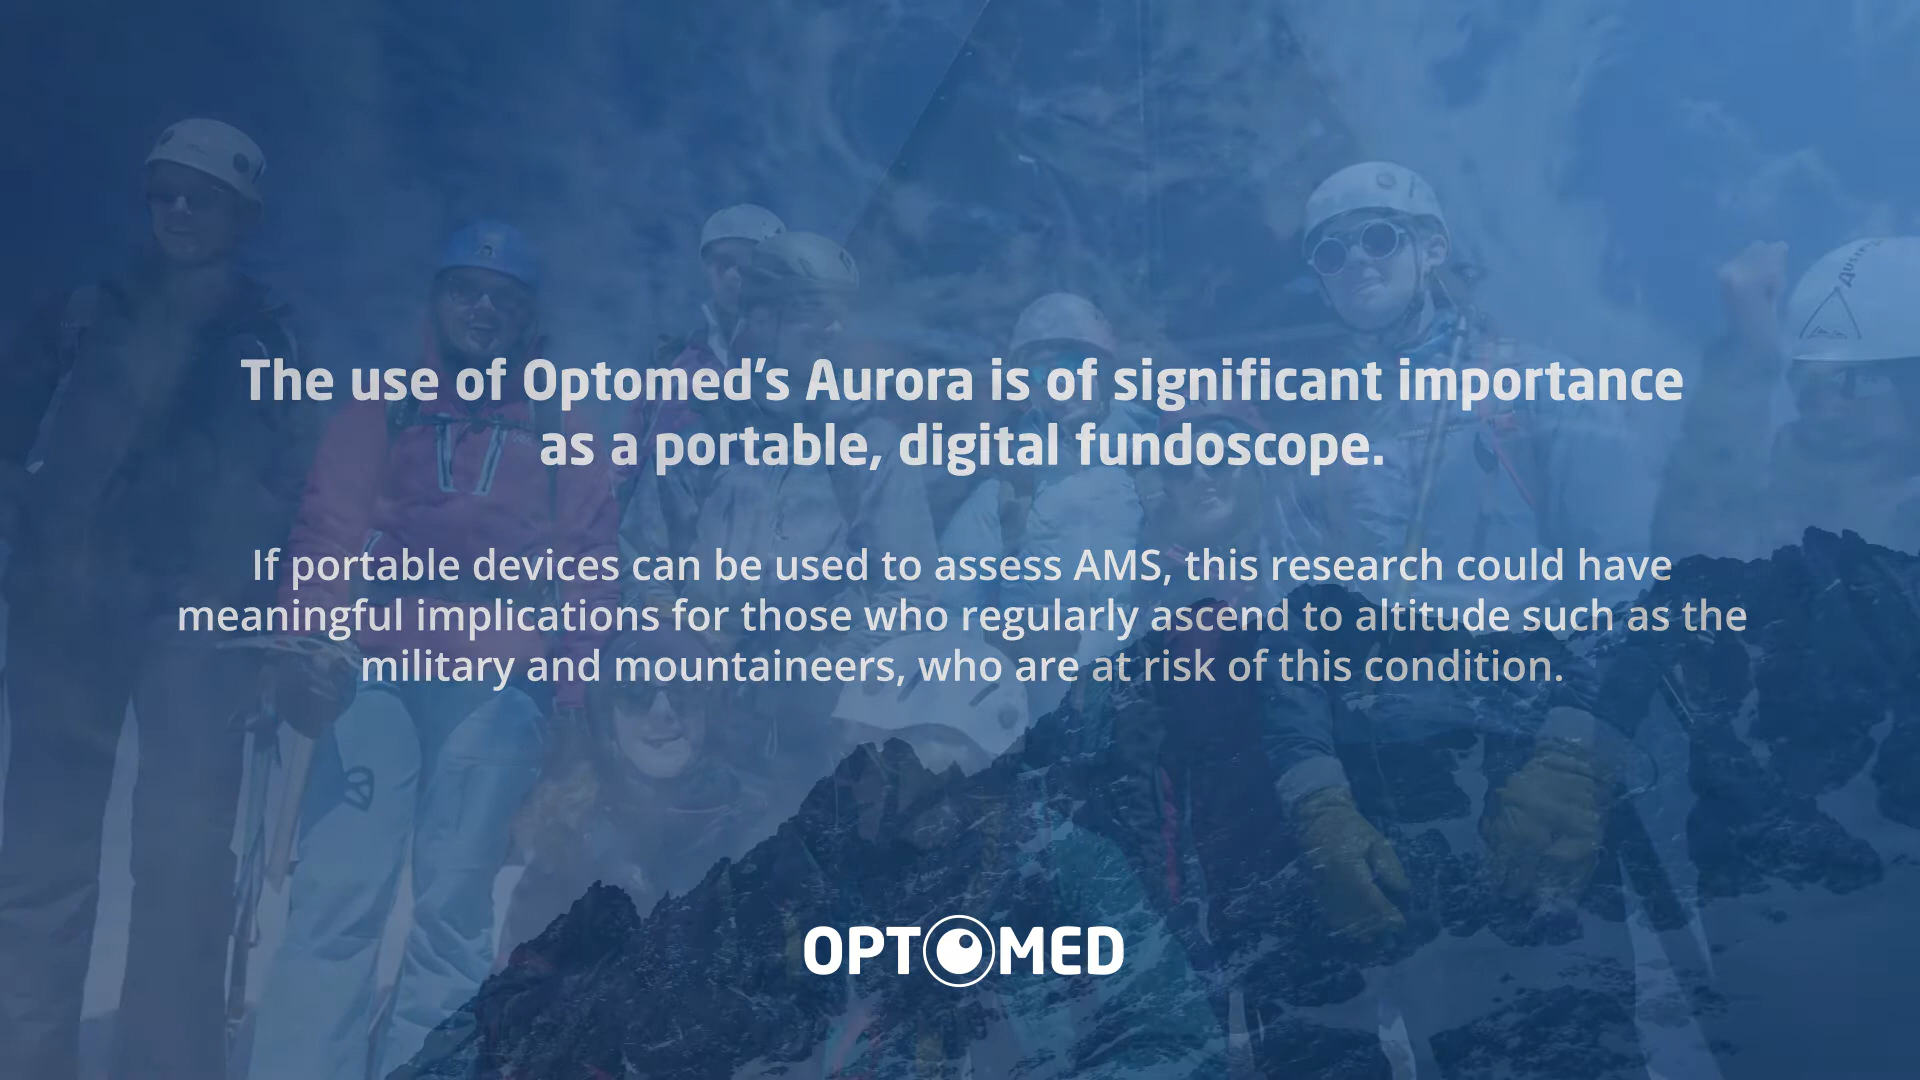 The use of Optomed's Aurora is of significant importance
as a portable, digital fundoscope.
If portable devices can be used to assess AMS, this research could have
meaningful implications for those who regularly ascend to altitude such as the
military and mountaineers, who are at risk of this condition.
OPTOMED